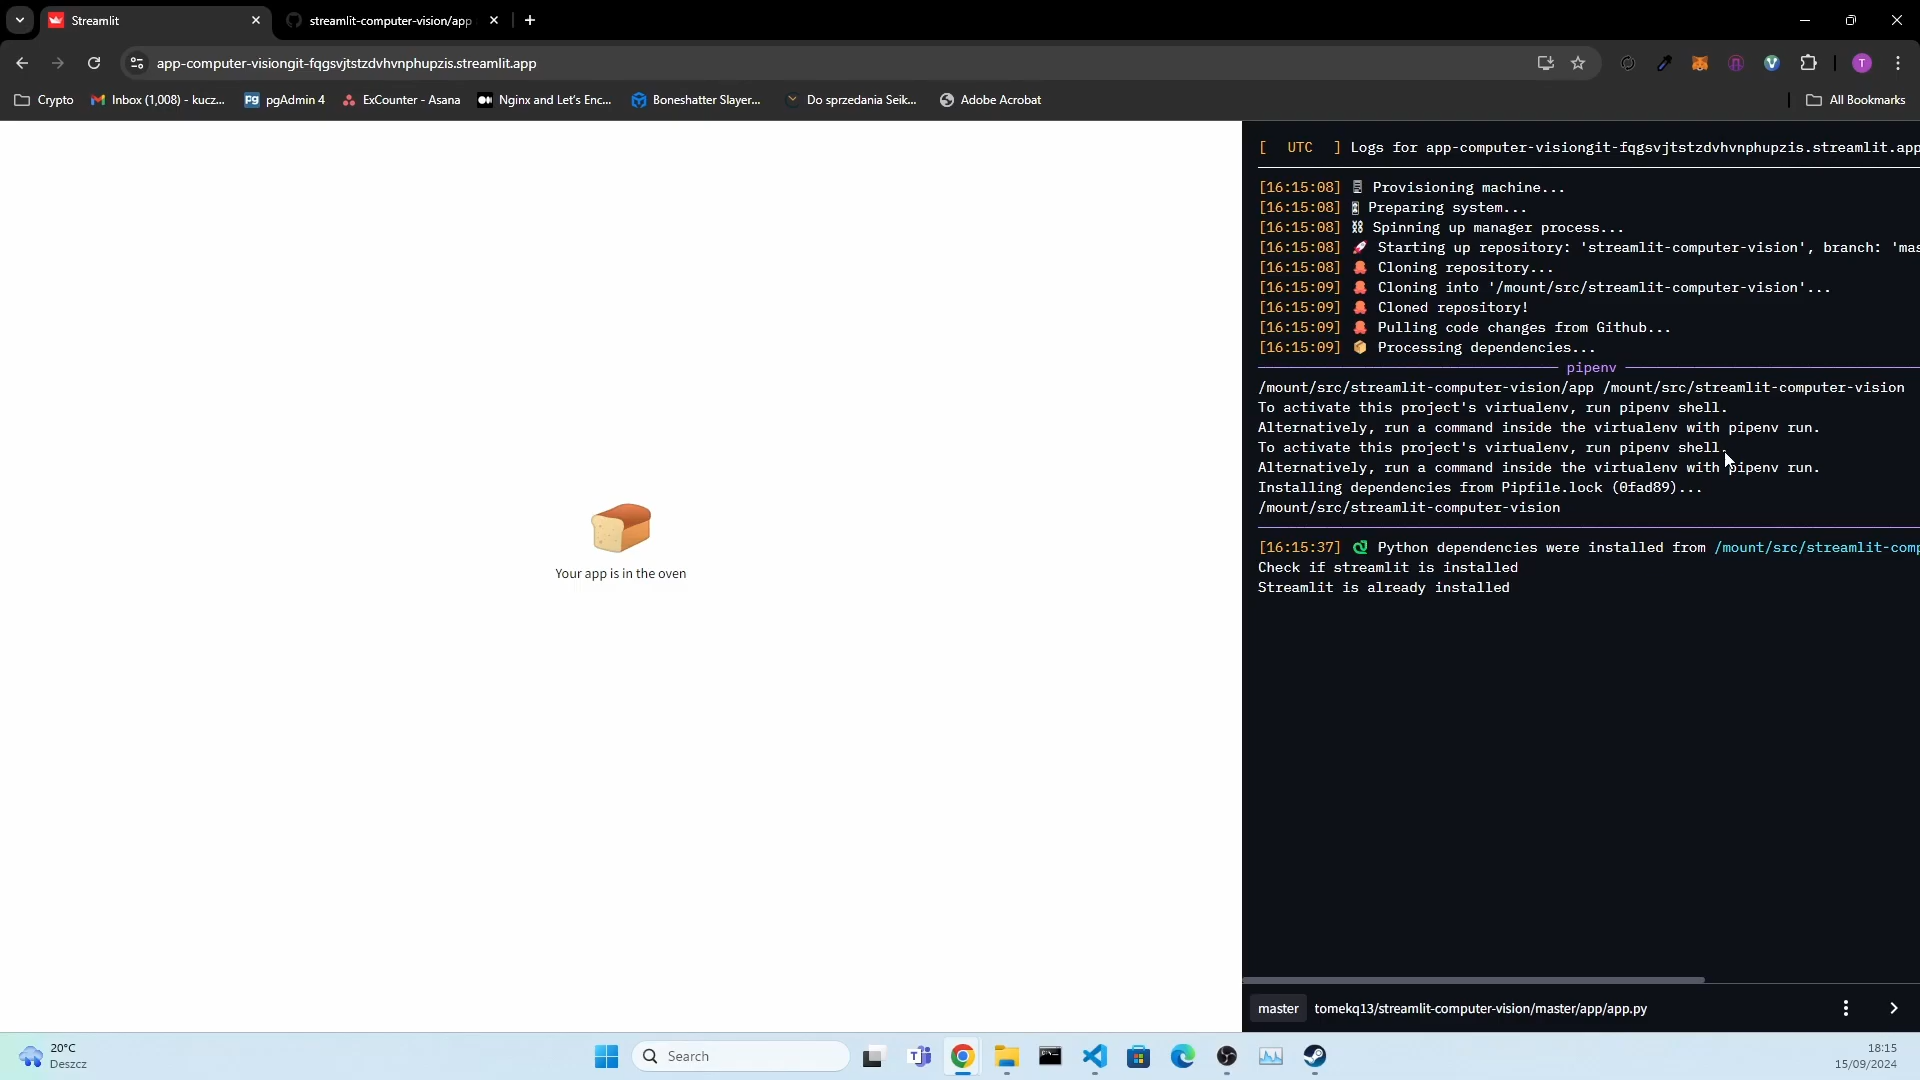 Streamlit
streamlit-computer-vision/app
app-computer-visiongit-fqgsvjtstzdvhvnphupzis.streamlit.app
T
Crypto
Inbox (1,008) - kucz...
pgAdmin 4
ExCounter - Asana
Nginx and Let's Enc...
Boneshatter Slayer...
Do sprzedania Seik...
Adobe Acrobat
All Bookmarks
[ UTC ] Logs for app-computer-visiongit-fqgsvjtstzdvhvnphupzis.streamlit.app
[16:15:08] Provisioning machine...
[16:15:08] Preparing system...
[16:15:08] Spinning up manager process...
[16:15:08] Starting up repository: 'streamlit-computer-vision', branch: 'mas
[16:15:08] Cloning repository...
[16:15:09] Cloning into '/mount/src/streamlit-computer-vision'...
[16:15:09] Cloned repository!
[16:15:09] Pulling code changes from Github...
[16:15:09] Processing dependencies...
pipenv
/mount/src/streamlit-computer-vision/app /mount/src/streamlit-computer-vision
To activate this project's virtualenv, run pipenv shell.
Alternatively, run a command inside the virtualenv with pipenv run.
To activate this project's virtualenv, run pipenv shell.
Alternatively, run a command inside the virtualenv with pipenv run.
Installing dependencies from Pipfile.lock (0fad89)...
/mount/src/streamlit-computer-vision
[16:15:37] Python dependencies were installed from /mount/src/streamlit-comp
Check if streamlit is installed
Streamlit is already installed
Your app is in the oven
master tomekq13/streamlit-computer-vision/master/app/app.py
20°C
Deszcz
Search
18:15
15/09/2024